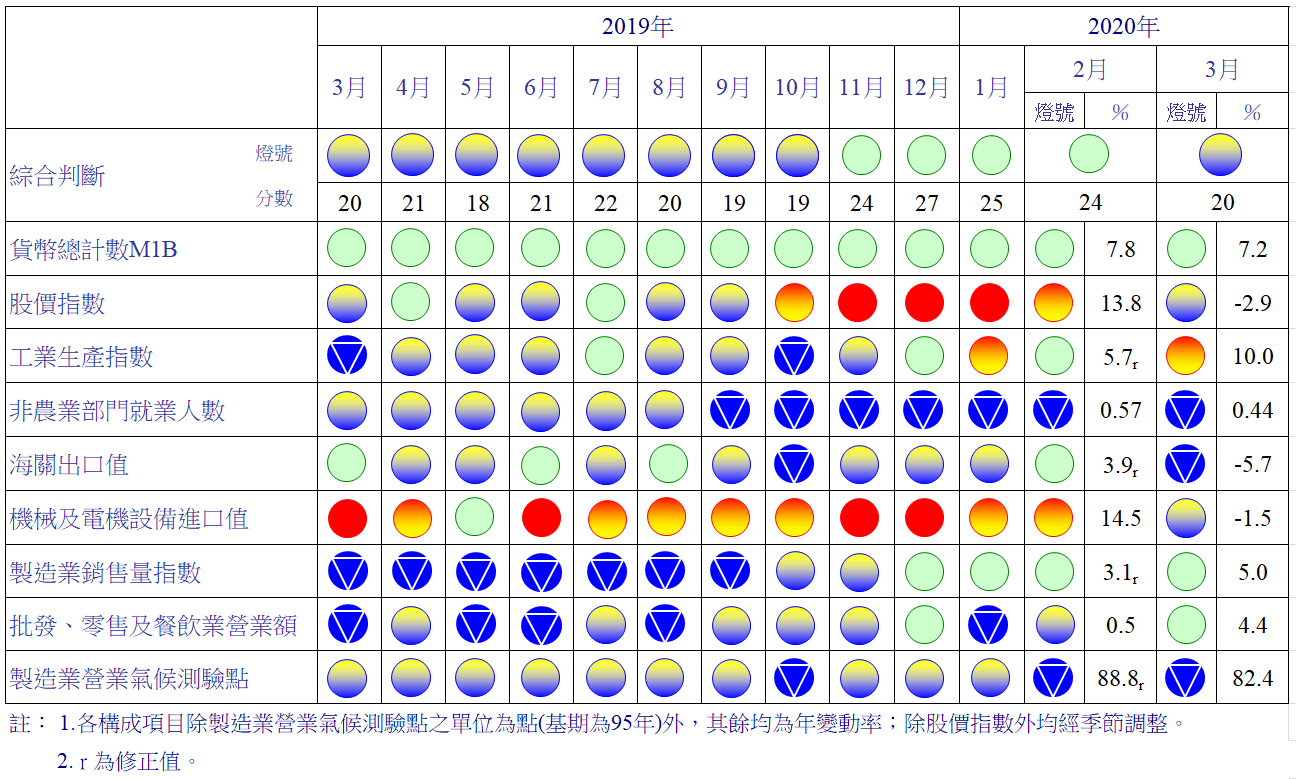 2019年 2020年
3月 4月 5月 6月 7月 8月 9月 10月 11月 12月 1月 2月 3月
燈號 % 燈號 %
綜合判斷 燈號
分數 20 21 18 21 22 20 19 19 24 27 25 24 20
貨幣總計數M1B 7.8 7.2
股價指數 13.8 -2.9
工業生產指數 5.7r 10.0
非農業部門就業人數 0.57 0.44
海關出口值 3.9r -5.7
機械及電機設備進口值 14.5 -1.5
製造業銷售量指數 3.1r 5.0
批發、零售及餐飲業營業額 0.5 4.4
製造業營業氣候測驗點 88.8r 82.4
註： 1.各構成項目除製造業營業氣候測驗點之單位為點(基期為95年)外，其餘均為年變動率；除股價指數外均經季節調整。
2. r 為修正值。